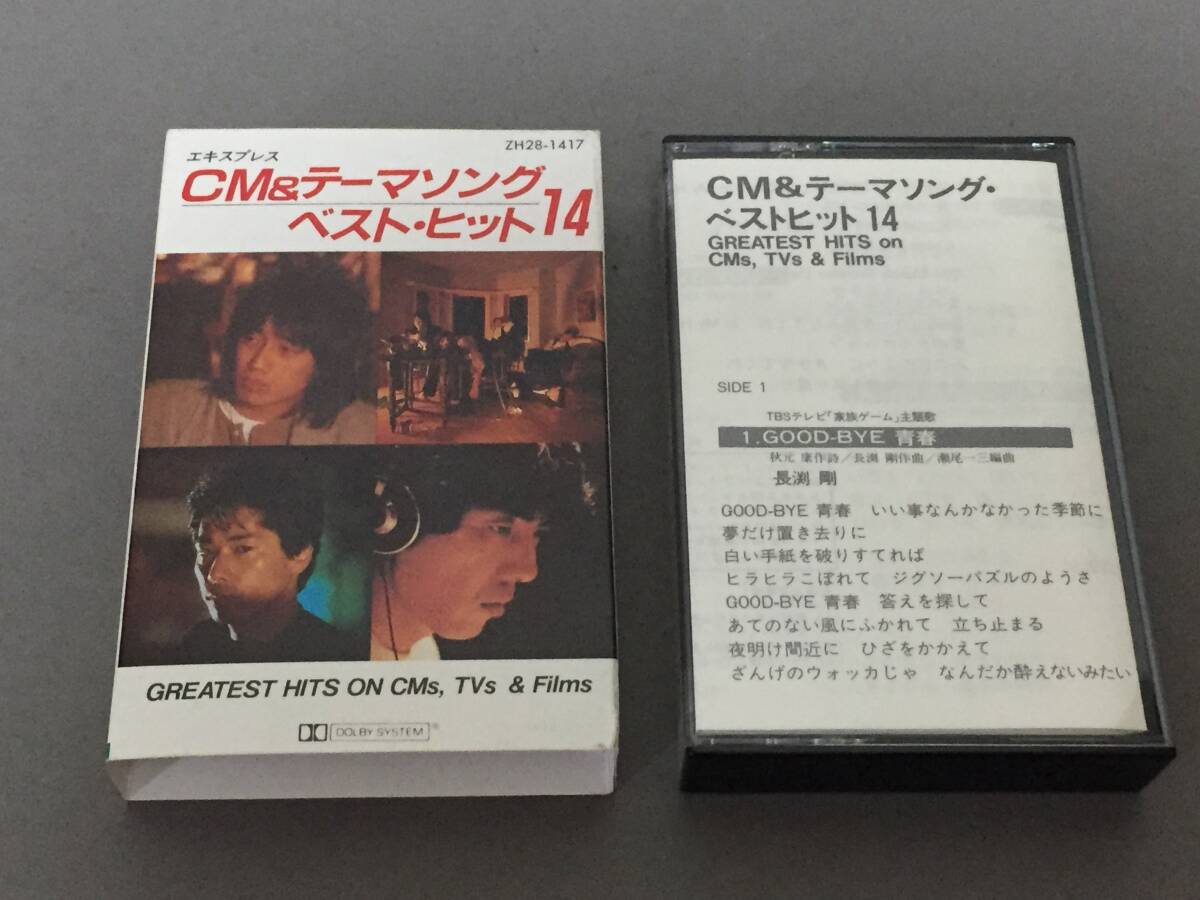 エキスプレス
ZH28-1417
CM&テーマソング
ベスト・ヒット14
GREATEST HITS ON CMs, TVs & Films
DOLBY SYSTEM®
CM&テーマソング・
ベストヒット14
GREATEST HITS on
CMs, TVs & Films
SIDE 1
TBSテレビ「家族ゲーム」主題歌
1.GOOD-BYE 青春
秋元 康作詩/長渕 剛作曲/瀬尾一三編曲
長渕 剛
GOOD-BYE 青春 いい事なんかなかった季節に
夢だけ置き去りに
白い手紙を破りすてれば
ヒラヒラこぼれて ジグソーパズルのようさ
GOOD-BYE 青春 答えを探して
あてのない風にふかれて 立ち止まる
夜明け間近に ひざをかかえて
ざんげのウォッカじゃ なんだか酔えないみたい